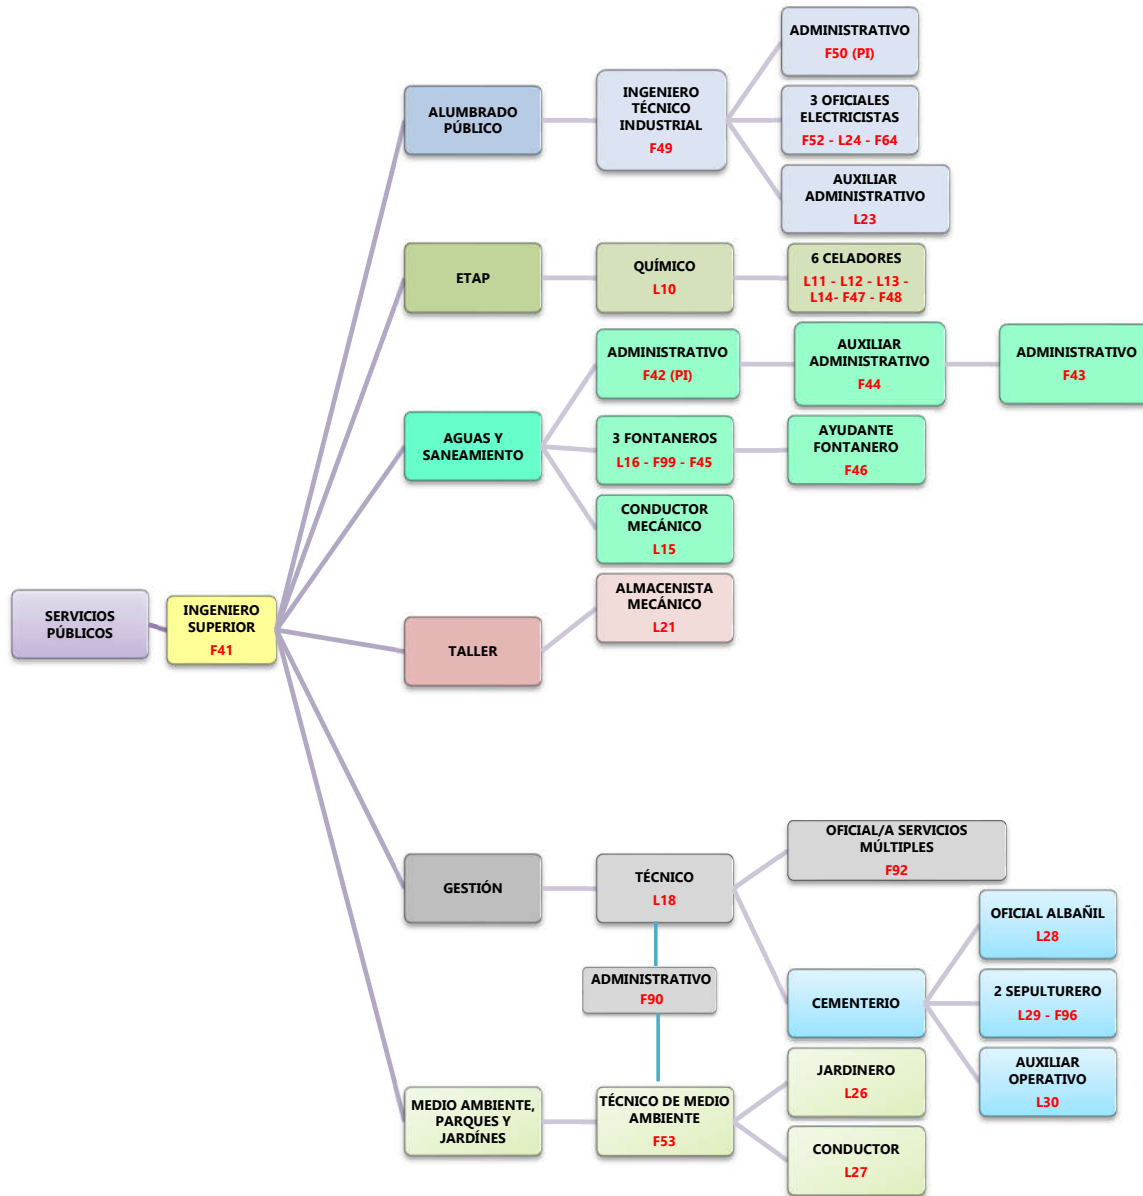 SERVICIOS
PÚBLICOS
INGENIERO
SUPERIOR
F41
ALUMBRADO
PÚBLICO
INGENIERO
TÉCNICO
INDUSTRIAL
F49
ADMINISTRATIVO
F50 (PI)
3 OFICIALES
ELECTRICISTAS
F52 - L24 - F64
AUXILIAR
ADMINISTRATIVO
L23
ETAP
QUÍMICO
L10
6 CELADORES
L11 - L12 - L13 -
L14- F47 - F48
AGUAS Y
SANEAMIENTO
ADMINISTRATIVO
F42 (PI)
AUXILIAR
ADMINISTRATIVO
F44
ADMINISTRATIVO
F43
3 FONTANEROS
L16 - F99 - F45
AYUDANTE
FONTANERO
F46
CONDUCTOR
MECÁNICO
L15
TALLER
ALMACENISTA
MECÁNICO
L21
GESTIÓN
TÉCNICO
L18
OFICIAL/A SERVICIOS
MÚLTIPLES
F92
CEMENTERIO
OFICIAL ALBAÑIL
L28
2 SEPULTURERO
L29 - F96
AUXILIAR
OPERATIVO
L30
ADMINISTRATIVO
F90
MEDIO AMBIENTE,
PARQUES Y
JARDÍNES
TÉCNICO DE MEDIO
AMBIENTE
F53
JARDINERO
L26
CONDUCTOR
L27